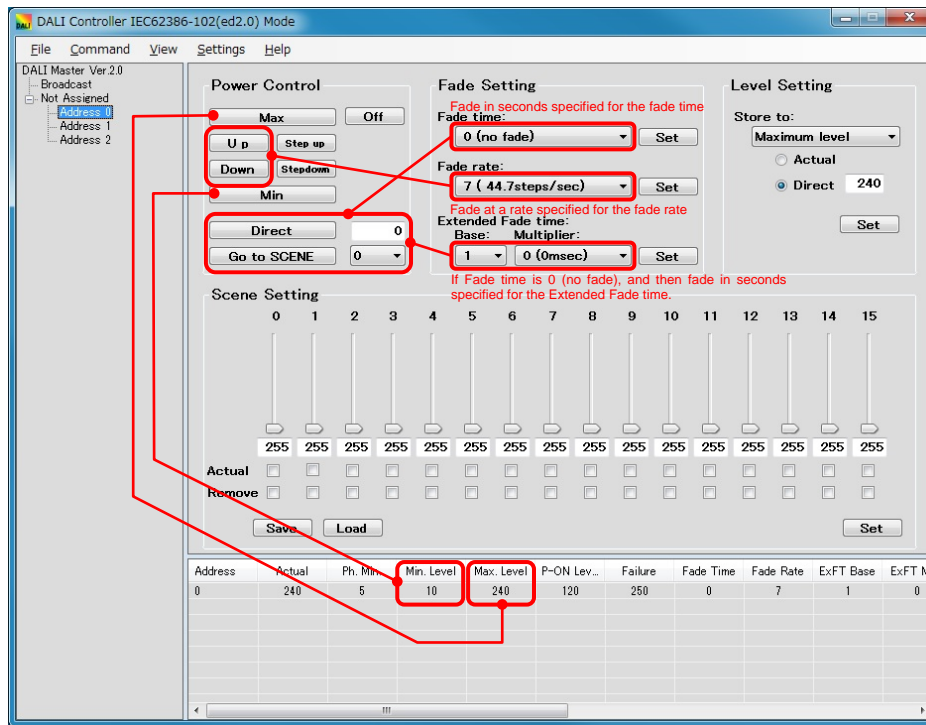 DALI Controller IEC62386-102(ed2.0) Mode
File Command View Settings Help
DALI Master Ver.2.0
Broadcast
Not Assigned
Address 0
Address 1
Address 2
Power Control
Max Off
Up Step up
Down Stepdown
Min
Direct 0
Go to SCENE 0
Fade Setting
Fade in seconds specified for the fade time
Fade time:
0 (no fade) Set
Fade rate:
7 ( 44.7steps/sec) Set
Fade at a rate specified for the fade rate
Extended Fade time:
Base: Multiplier:
1 0 (0msec) Set
If Fade time is 0 (no fade), and then fade in seconds
specified for the Extended Fade time.
Level Setting
Store to:
Maximum level
Actual
Direct 240
Set
Scene Setting
0 1 2 3 4 5 6 7 8 9 10 11 12 13 14 15
255 255 255 255 255 255 255 255 255 255 255 255 255 255 255 255
Actual
Remove
Save Load Set
Address Actual Ph. Min. Min. Level Max. Level P-ON Lev... Failure Fade Time Fade Rate ExFT Base ExFT M
0 240 5 10 240 120 250 0 7 1 0